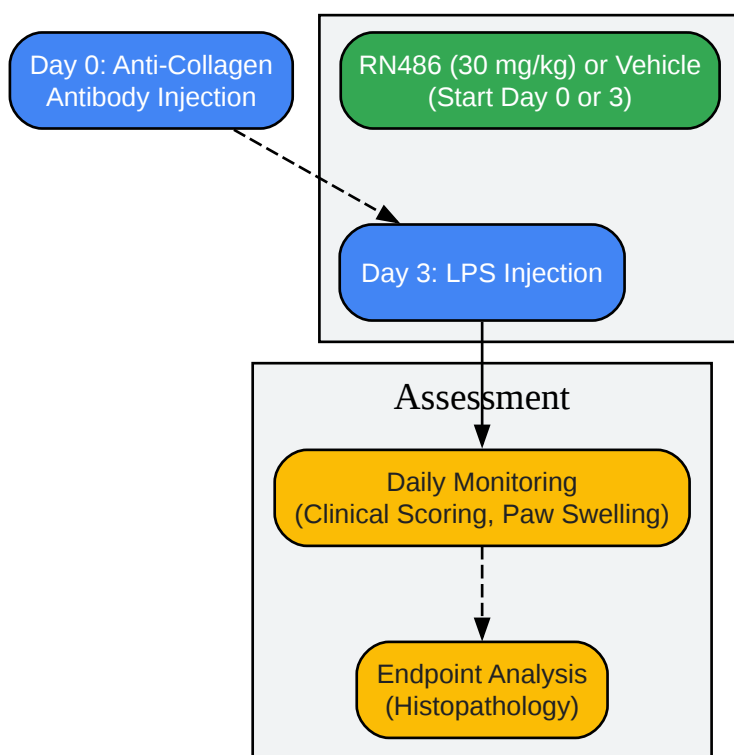 Day 0: Anti-Collagen
Antibody Injection
RN486 (30 mg/kg) or Vehicle
(Start Day 0 or 3)
Day 3: LPS Injection
Assessment
Daily Monitoring
(Clinical Scoring, Paw Swelling)
Endpoint Analysis
(Histopathology)